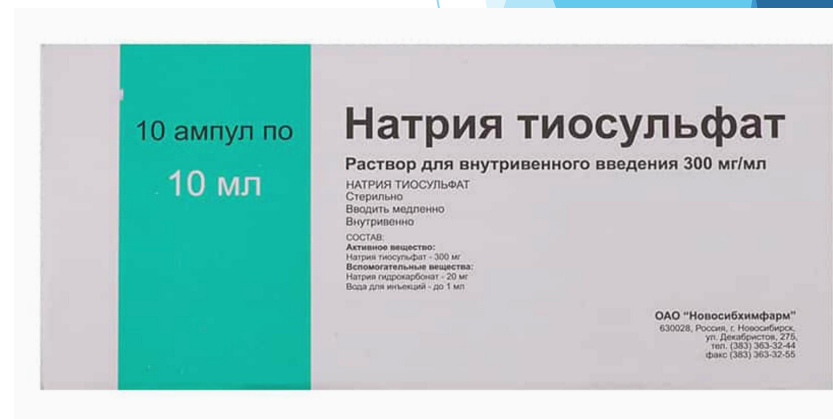 10 ампул по
10 мл
Натрия тиосульфат
Раствор для внутривенного введения 300 мг/мл
НАТРИЯ ТИОСУЛЬФАТ
Стерильно
Вводить медленно
Внутривенно
СОСТАВ:
Активное вещество:
Натрия тиосульфат - 300 мг
Вспомогательные вещества:
Натрия гидрокарбонат - 20 мг
Вода для инъекций - до 1 мл
ОАО "Новосибхимфарм"
630028, Россия, г. Новосибирск,
ул. Декабристов, 275,
тел. (383) 363-32-44
факс (383) 363-32-55